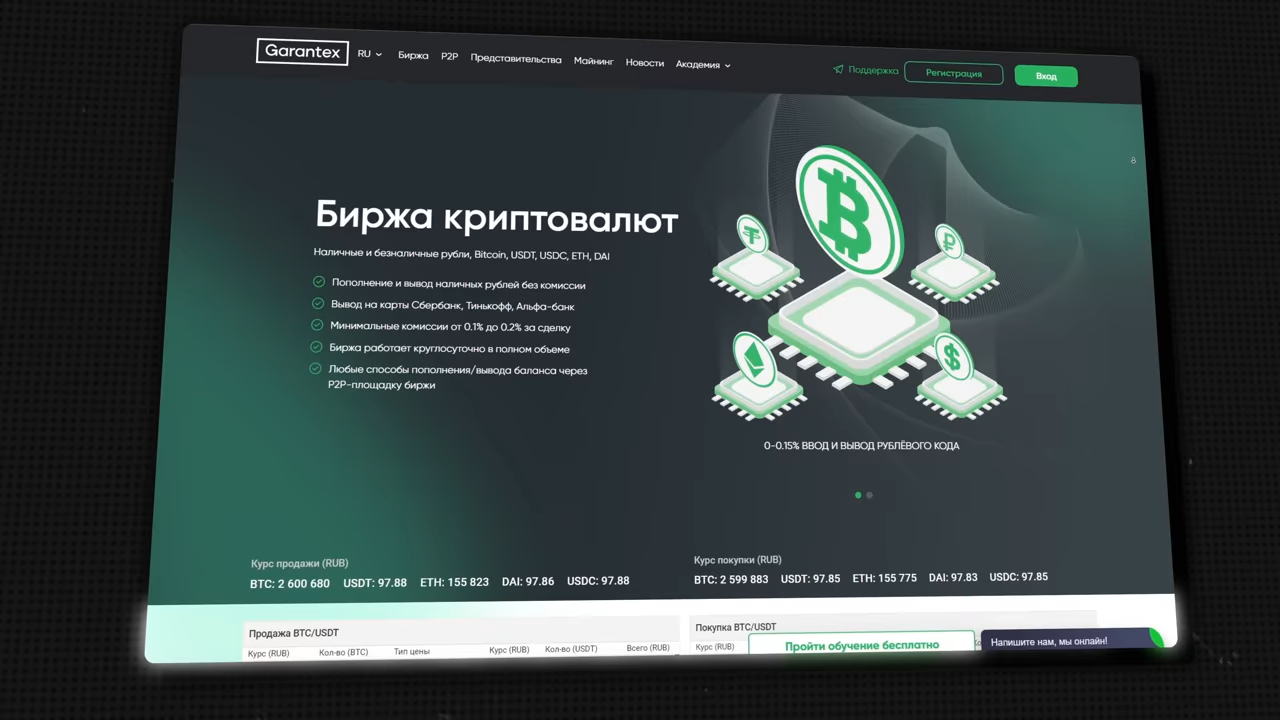 Garantex RU Биржа P2P Представительства Майнинг Новости Академия Поддержка Регистрация Вход
Биржа криптовалют
Наличные и безналичные рубли, Bitcoin, USDT, USDC, ETH, DAI
Пополнение и вывод наличных рублей без комиссии
Вывод на карты Сбербанк, Тинькофф, Альфа-банк
Минимальные комиссии от 0.1% до 0.2% за сделку
Биржа работает круглосуточно в полном объеме
Любые способы пополнения/вывода баланса через
P2P-площадку биржи
0-0.15% ВВОД И ВЫВОД РУБЛЁВОГО КОДА
Курс продажи (RUB)
BTC: 2 600 680 USDT: 97.88 ETH: 155 823 DAI: 97.86 USDC: 97.88
Курс покупки (RUB)
BTC: 2 599 883 USDT: 97.85 ETH: 155 775 DAI: 97.83 USDC: 97.85
Продажа BTC/USDT
Курс (RUB) Кол-во (BTC) Тип цены Курс (RUB) Кол-во (USDT) Всего (RUB)
Покупка BTC/USDT
Курс (RUB)
Пройти обучение бесплатно
Напишите нам, мы онлайн!